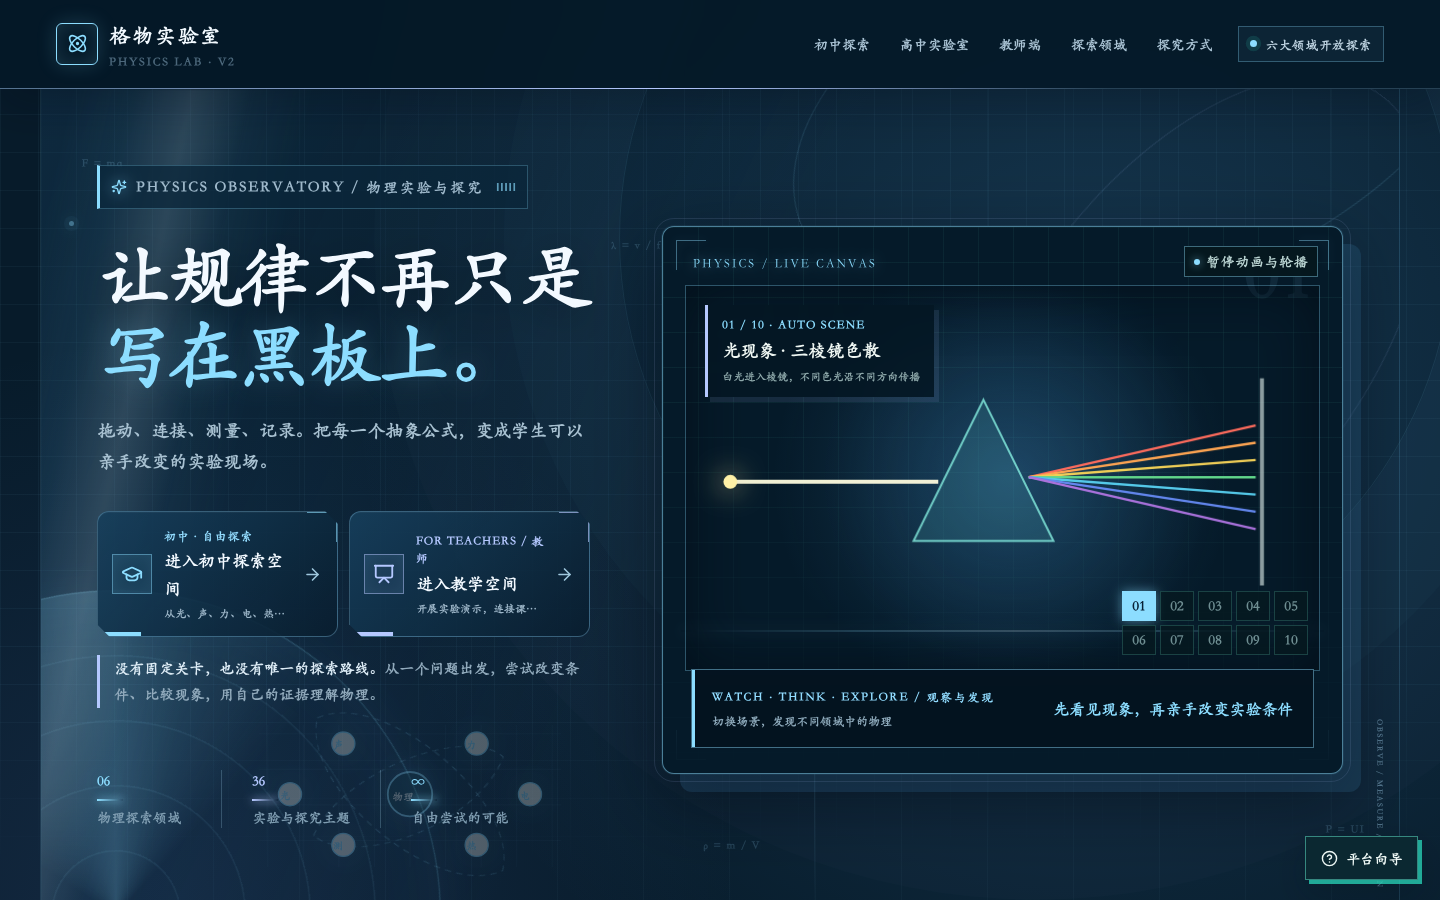 格物实验室
PHYSICS LAB · V2
初中探索
高中实验室
教师端
探索领域
探究方式
六大领域开放探索
PHYSICS OBSERVATORY / 物理实验与探究
让规律不再只是
写在黑板上。
拖动、连接、测量、记录。把每一个抽象公式，变成学生可以
亲手改变的实验现场。
初中 · 自由探索
进入初中探索空
间
从光、声、力、电、热…
FOR TEACHERS / 教
师
进入教学空间
开展实验演示，连接课…
没有固定关卡，也没有唯一的探索路线。从一个问题出发，尝试改变条
件、比较现象，用自己的证据理解物理。
06
物理探索领域
36
实验与探究主题
∞
自由尝试的可能
物理
λ = v / f
PHYSICS / LIVE CANVAS
暂停动画与轮播
01
01 / 10 · AUTO SCENE
光现象 · 三棱镜色散
白光进入棱镜，不同色光沿不同方向传播
01
02
03
04
05
06
07
08
09
10
WATCH · THINK · EXPLORE / 观察与发现
切换场景，发现不同领域中的物理
先看见现象，再亲手改变实验条件
ρ = m / V
P = UI
OBSERVE / MEASURE /
平台向导